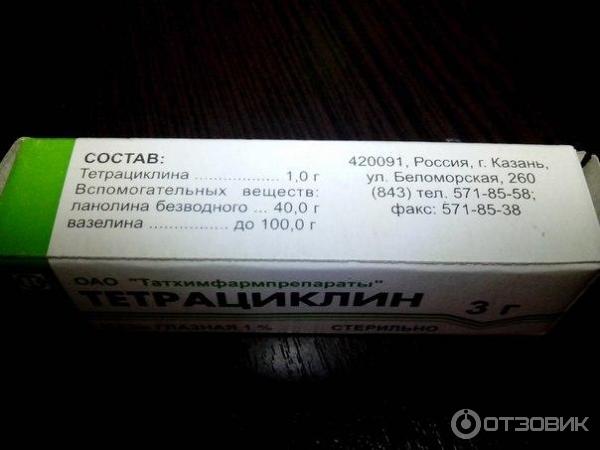 СОСТАВ:
Тетрациклина .................. 1,0 г
Вспомогательных веществ:
ланолина безводного ... 40,0 г
вазелина ................. до 100,0 г
420091, Россия, г. Казань,
ул. Беломорская, 260
(843) тел. 571-85-58;
факс: 571-85-38
ОАО "Татхимфармпрепараты"
ТЕТРАЦИКЛИН 3 г
ГЛАЗНАЯ 1 % СТЕРИЛЬНО
ОТЗОВИК